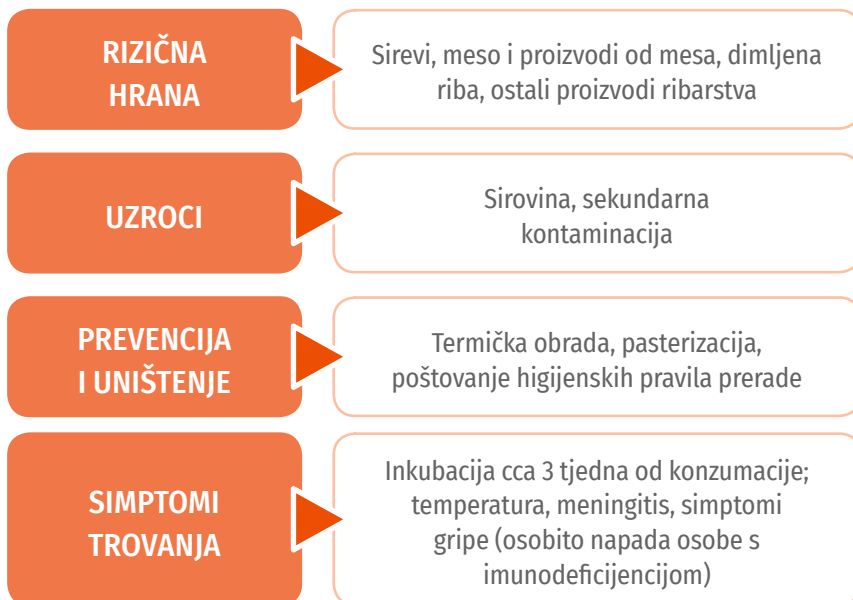 RIZIČNA
HRANA
Sirevi, meso i proizvodi od mesa, dimljena
riba, ostali proizvodi ribarstva
UZROCI
Sirovina, sekundarna
kontaminacija
PREVENCIJA
I UNIŠTENJE
Termička obrada, pasterizacija,
poštovanje higijenskih pravila prerade
SIMPTOMI
TROVANJA
Inkubacija cca 3 tjedna od konzumacije;
temperatura, meningitis, simptomi
gripe (osobito napada osobe s
imunodeficijencijom)